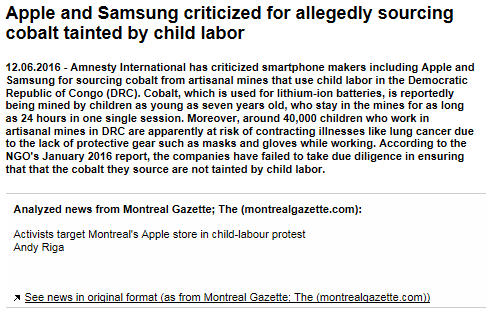 Apple and Samsung criticized for allegedly sourcing
cobalt tainted by child labor
12.06.2016 - Amnesty International has criticized smartphone makers including Apple and
Samsung for sourcing cobalt from artisanal mines that use child labor in the Democratic
Republic of Congo (DRC). Cobalt, which is used for lithium-ion batteries, is reportedly
being mined by children as young as seven years old, who stay in the mines for as long
as 24 hours in one single session. Moreover, around 40,000 children who work in
artisanal mines in DRC are apparently at risk of contracting illnesses like lung cancer due
to the lack of protective gear such as masks and gloves while working. According to the
NGO's January 2016 report, the companies have failed to take due diligence in ensuring
that that the cobalt they source are not tainted by child labor.
Analyzed news from Montreal Gazette; The (montrealgazette.com):
Activists target Montreal's Apple store in child-labour protest
Andy Riga
See news in original format (as from Montreal Gazette; The (montrealgazette.com))